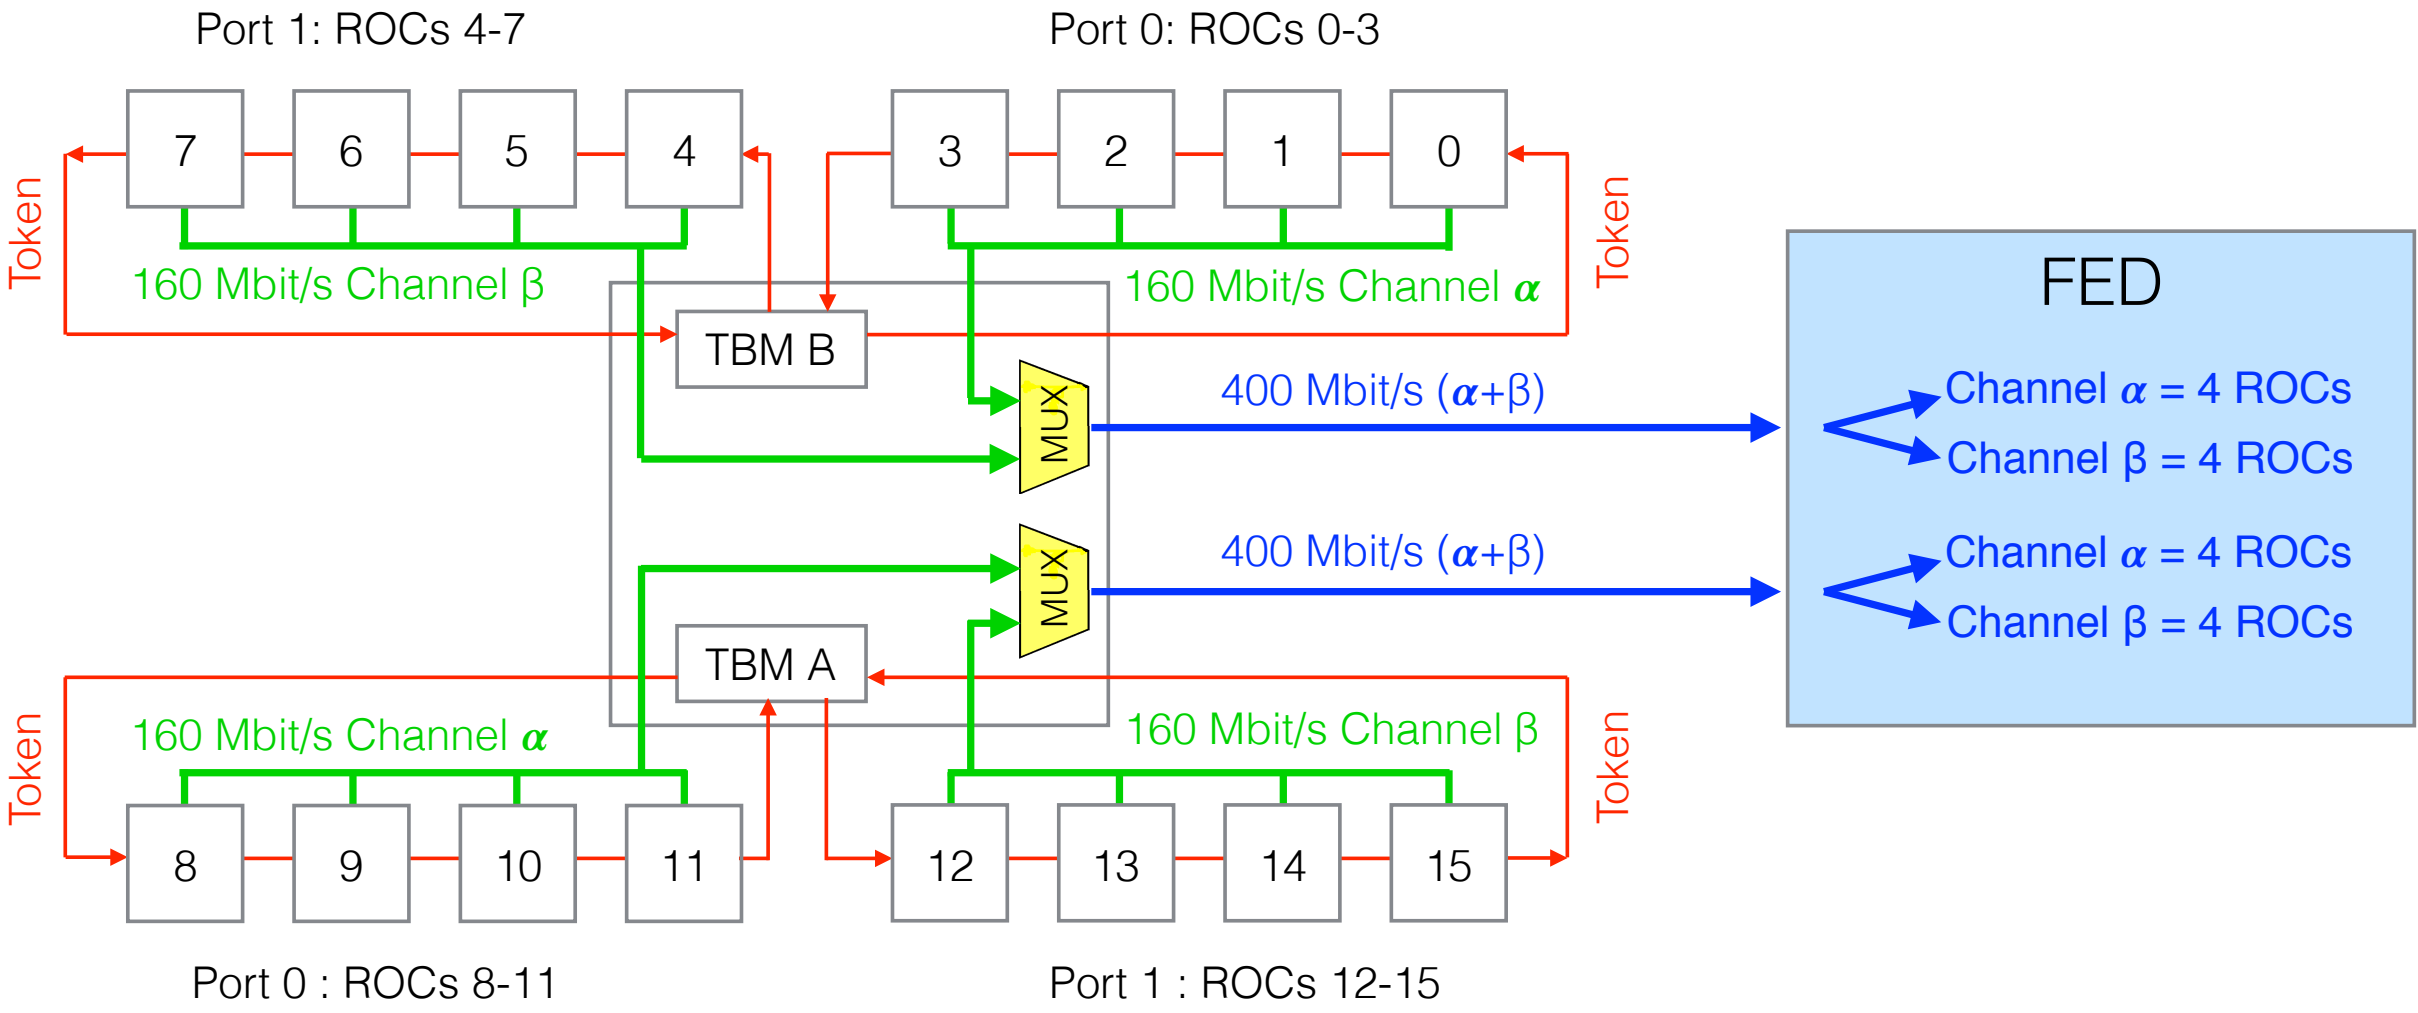 Port 1: ROCs 4-7
Port 0: ROCs 0-3
7
6
5
4
3
2
1
0
Token
Token
160 Mbit/s Channel β
160 Mbit/s Channel α
TBM B
MUX
400 Mbit/s (α+β)
FED
Channel α = 4 ROCs
Channel β = 4 ROCs
MUX
400 Mbit/s (α+β)
Channel α = 4 ROCs
Channel β = 4 ROCs
TBM A
Token
160 Mbit/s Channel α
160 Mbit/s Channel β
Token
8
9
10
11
12
13
14
15
Port 0 : ROCs 8-11
Port 1 : ROCs 12-15